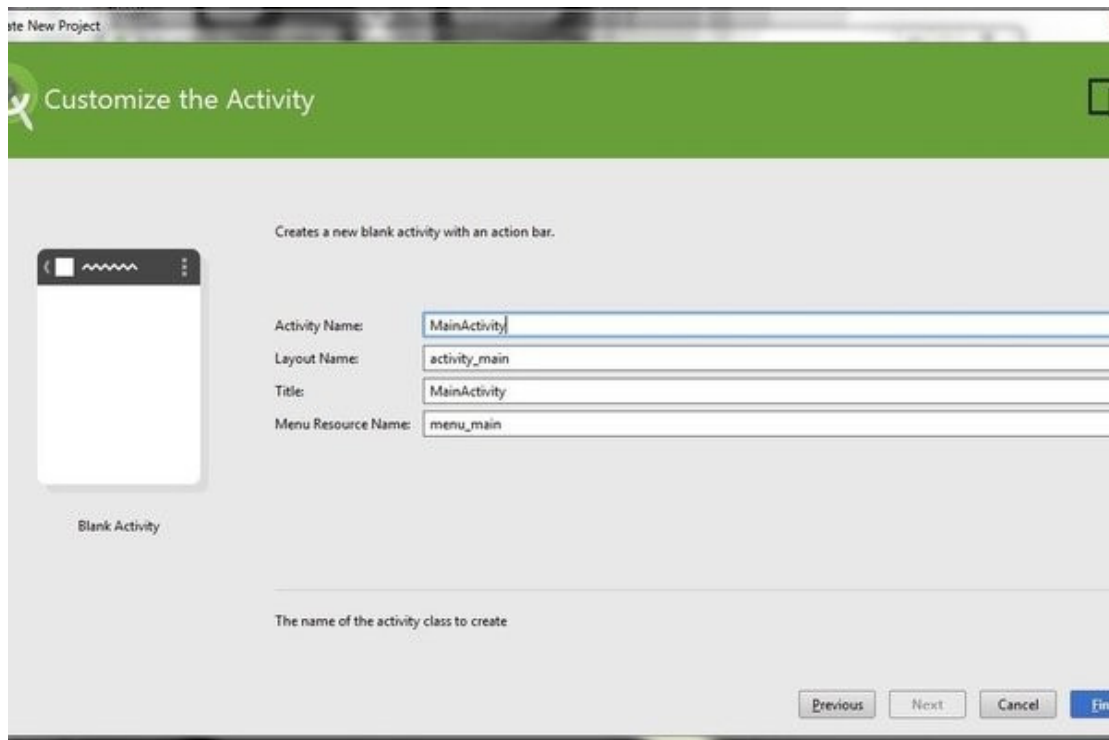 ate New Project
Customize the Activity
Creates a new blank activity with an action bar.
Activity Name: MainActivity
Layout Name: activity_main
Title: MainActivity
Menu Resource Name: menu_main
Blank Activity
The name of the activity class to create
Previous Next Cancel Fin